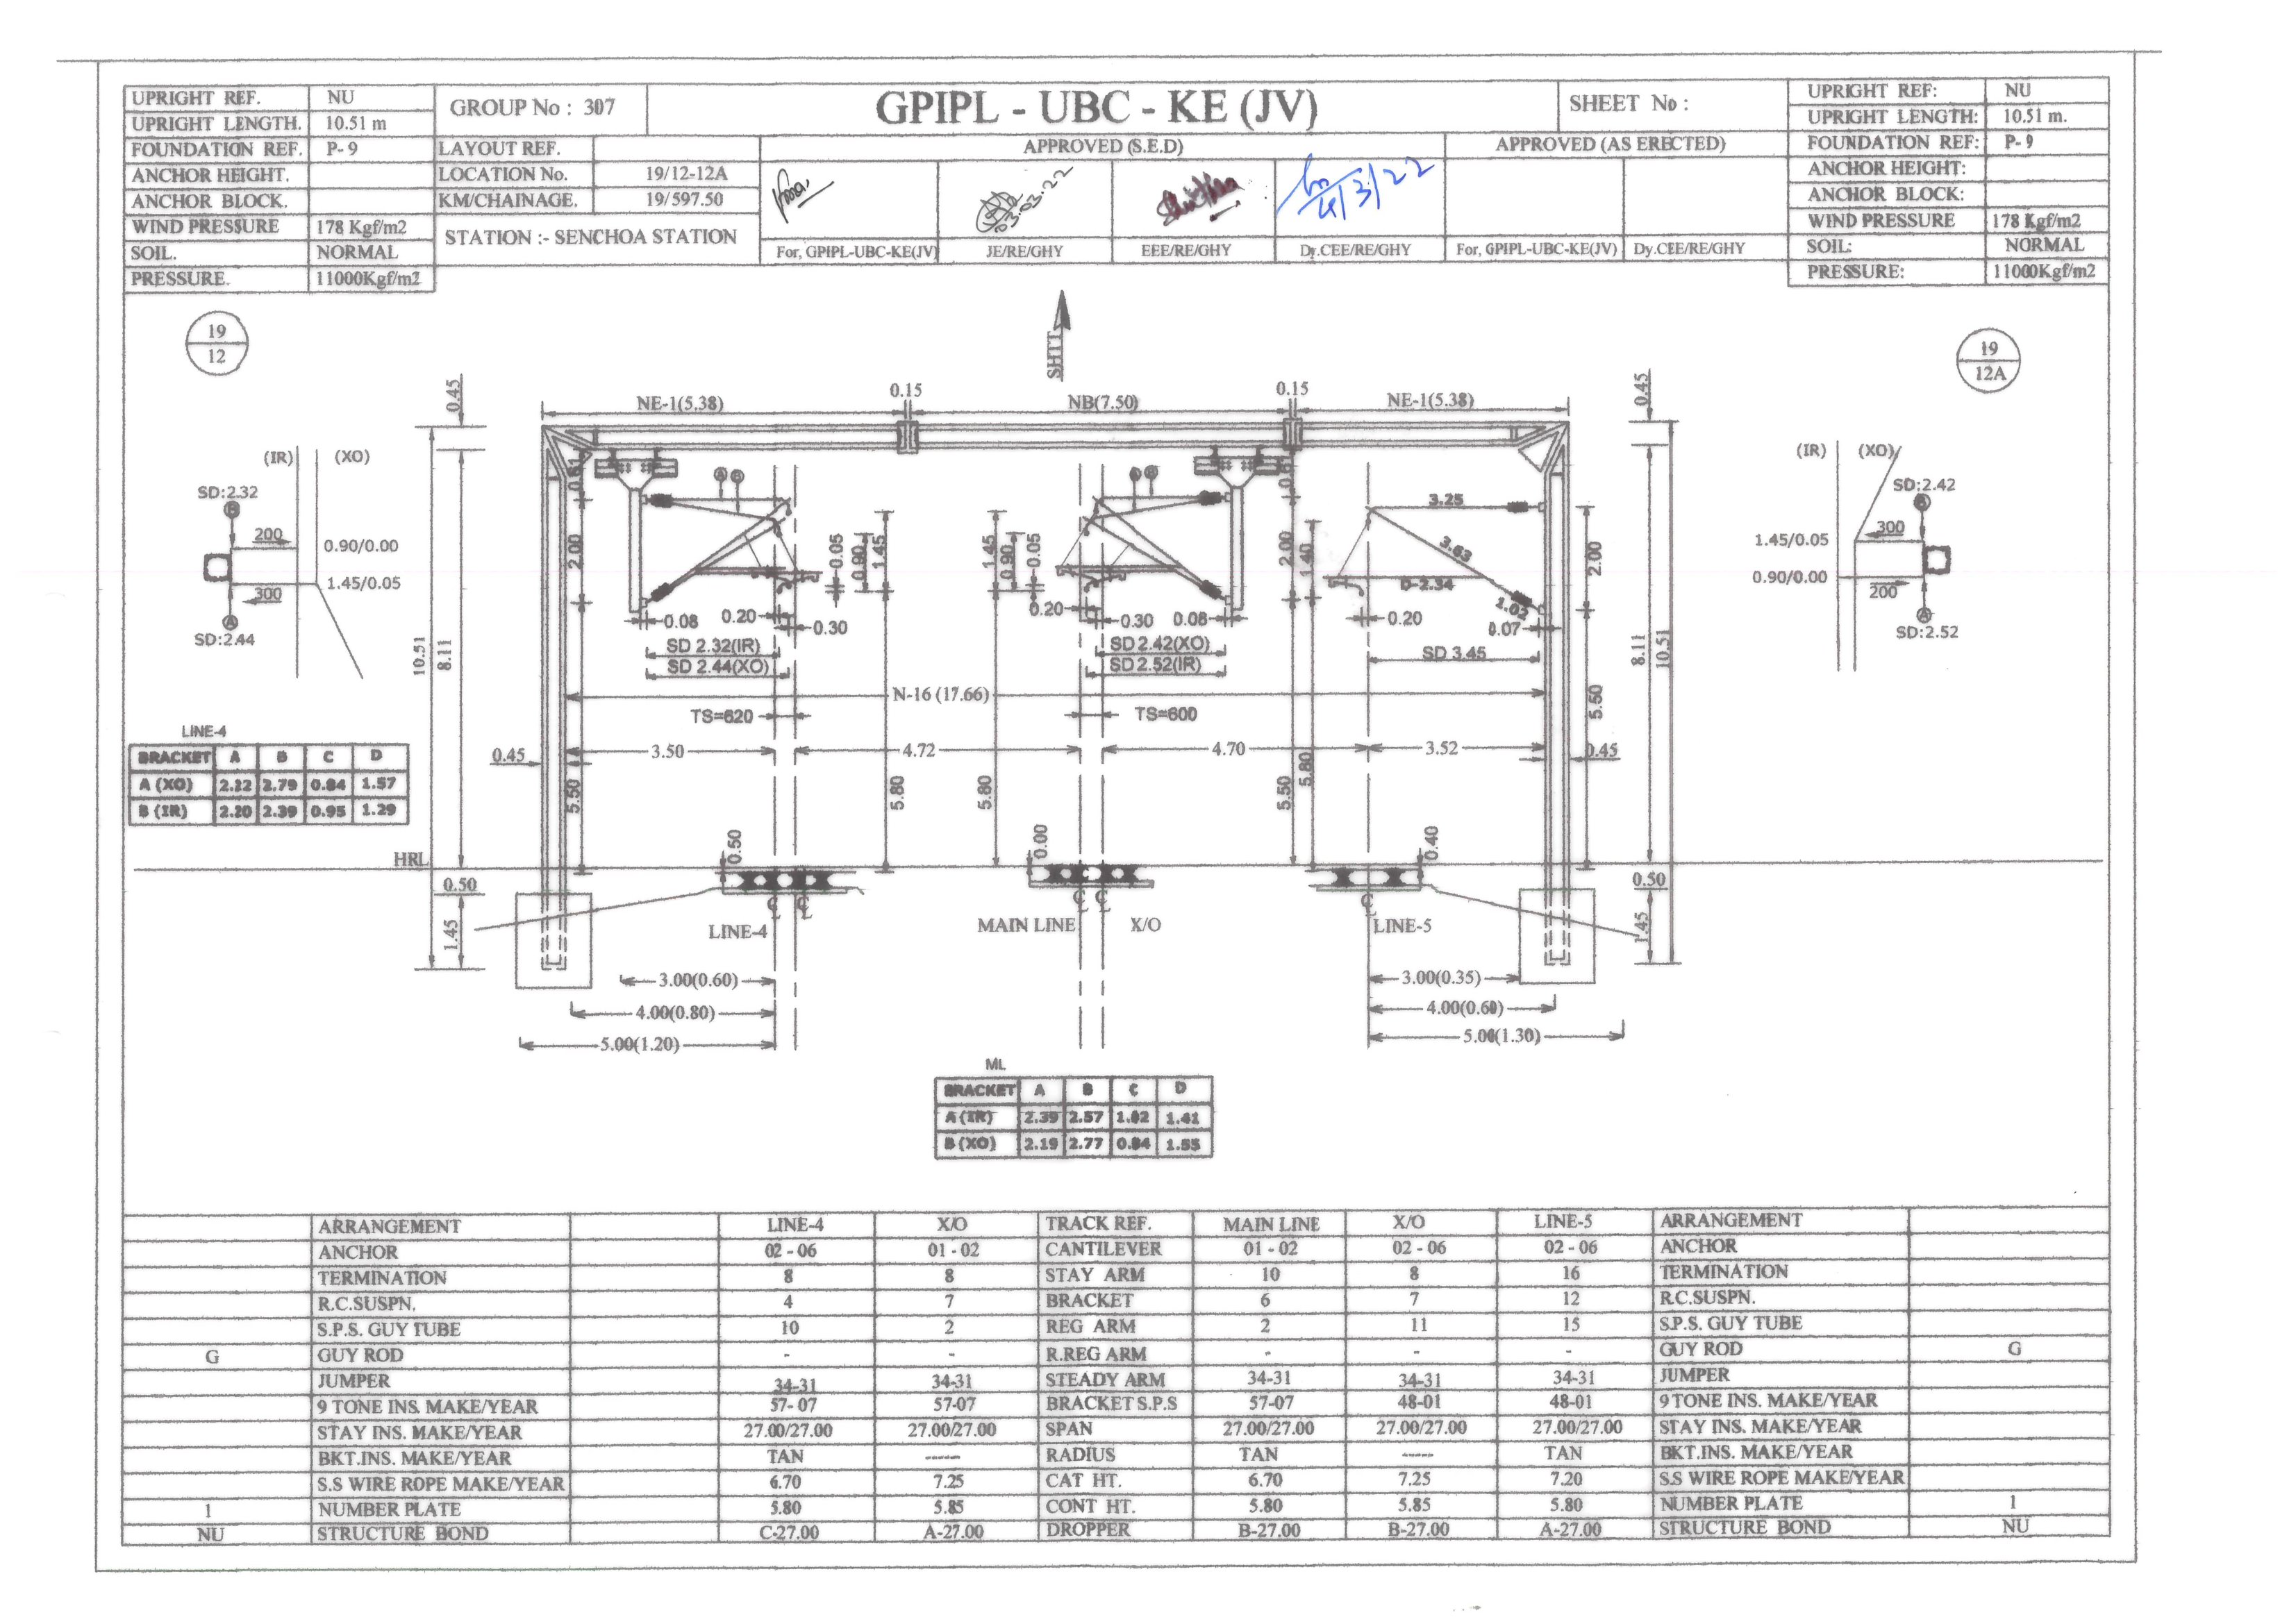 UPRIGHT REF. NU
UPRIGHT LENGTH. 10.51 m
FOUNDATION REF. P- 9
ANCHOR HEIGHT.
ANCHOR BLOCK.
WIND PRESSURE 178 Kgf/m2
SOIL. NORMAL
PRESSURE. 11000Kgf/m2
GROUP No : 307
LAYOUT REF.
LOCATION No. 19/12-12A
KM/CHAINAGE. 19/597.50
STATION :- SENCHOA STATION
GPIPL - UBC - KE (JV)
SHEET No :
APPROVED (S.E.D)
APPROVED (AS ERECTED)
03.03.22
4/3/22
For, GPIPL-UBC-KE(JV) JE/RE/GHY EEE/RE/GHY Dy.CEE/RE/GHY For, GPIPL-UBC-KE(JV) Dy.CEE/RE/GHY
UPRIGHT REF: NU
UPRIGHT LENGTH: 10.51 m.
FOUNDATION REF: P- 9
ANCHOR HEIGHT:
ANCHOR BLOCK:
WIND PRESSURE 178 Kgf/m2
SOIL: NORMAL
PRESSURE: 11000Kgf/m2
19
12
SHTT
19
12A
0.45
NE-1(5.38)
0.15
NB(7.50)
0.15
NE-1(5.38)
0.45
(IR) (XO)
SD:2.32
B
200
0.90/0.00
1.45/0.05
300
A
SD:2.44
10.51
8.11
0.61
A B
2.00
0.05
0.90
1.45
0.08
0.20
0.30
SD 2.32(IR)
SD 2.44(XO)
A B
1.45
0.90
0.05
0.20
0.30
0.08
SD 2.42(XO)
SD 2.52(IR)
2.00
1.40
3.25
3.63
D-2.34
1.02
0.20
0.07
SD 3.45
2.00
5.50
8.11
10.51
(IR) (XO)
SD:2.42
B
300
1.45/0.05
0.90/0.00
200
A
SD:2.52
N-16 (17.66)
TS=620
TS=600
0.45
3.50
4.72
4.70
3.52
0.45
5.50
5.80
5.80
5.50
5.80
LINE-4
BRACKET A B C D
A (XO) 2.22 2.79 0.84 1.57
B (IR) 2.20 2.39 0.95 1.29
HRL
0.50
1.45
0.50
0.00
0.40
0.50
1.45
LINE-4
MAIN LINE
X/O
LINE-5
3.00(0.60)
4.00(0.80)
5.00(1.20)
3.00(0.35)
4.00(0.60)
5.00(1.30)
ML
BRACKET A B C D
A (IR) 2.39 2.57 1.02 1.41
B (XO) 2.19 2.77 0.84 1.55
ARRANGEMENT LINE-4 X/O TRACK REF. MAIN LINE X/O LINE-5 ARRANGEMENT
ANCHOR 02 - 06 01 - 02 CANTILEVER 01 - 02 02 - 06 02 - 06 ANCHOR
TERMINATION 8 8 STAY ARM 10 8 16 TERMINATION
R.C.SUSPN. 4 7 BRACKET 6 7 12 R.C.SUSPN.
S.P.S. GUY TUBE 10 2 REG ARM 2 11 15 S.P.S. GUY TUBE
G GUY ROD - - R.REG ARM - - - GUY ROD G
JUMPER 34-31 34-31 STEADY ARM 34-31 34-31 34-31 JUMPER
9 TONE INS. MAKE/YEAR 57- 07 57-07 BRACKET S.P.S 57-07 48-01 48-01 9 TONE INS. MAKE/YEAR
STAY INS. MAKE/YEAR 27.00/27.00 27.00/27.00 SPAN 27.00/27.00 27.00/27.00 27.00/27.00 STAY INS. MAKE/YEAR
BKT.INS. MAKE/YEAR TAN ----- RADIUS TAN ----- TAN BKT.INS. MAKE/YEAR
S.S WIRE ROPE MAKE/YEAR 6.70 7.25 CAT HT. 6.70 7.25 7.20 S.S WIRE ROPE MAKE/YEAR
1 NUMBER PLATE 5.80 5.85 CONT HT. 5.80 5.85 5.80 NUMBER PLATE 1
NU STRUCTURE BOND C-27.00 A-27.00 DROPPER B-27.00 B-27.00 A-27.00 STRUCTURE BOND NU